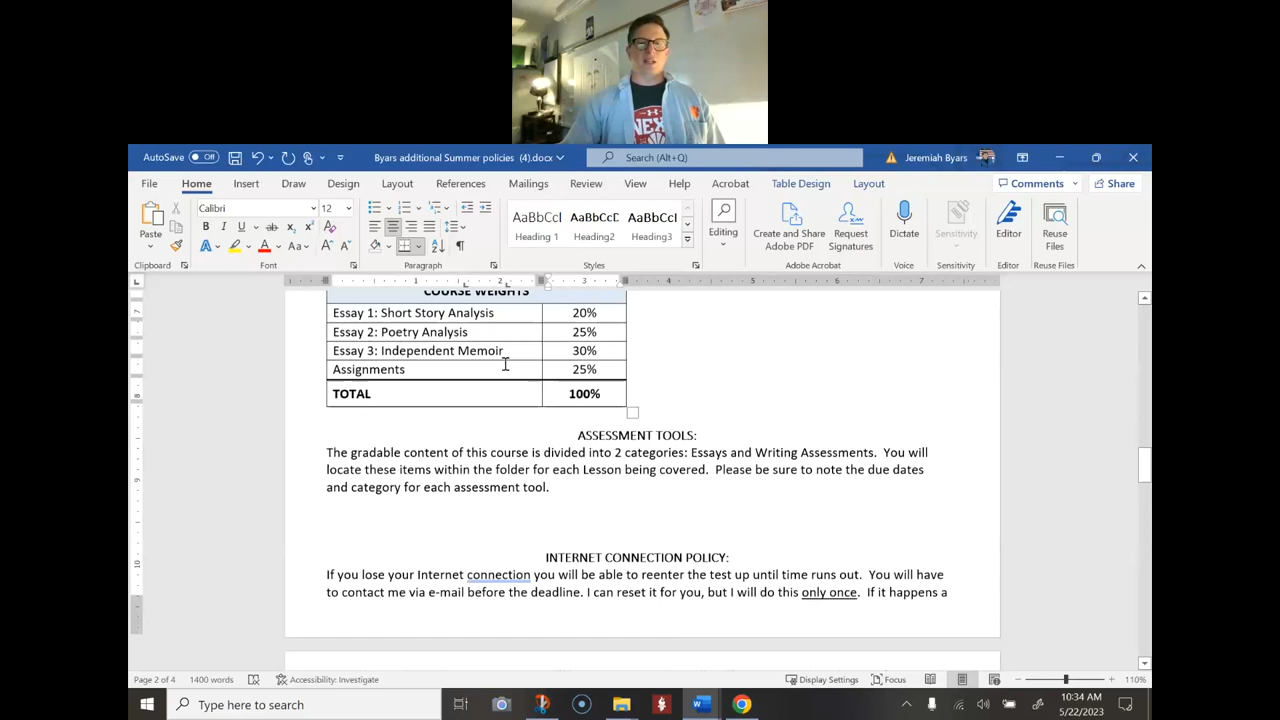 AutoSave Off Byars additional Summer policies (4).docx Search (Alt+Q) Jeremiah Byars
File Home Insert Draw Design Layout References Mailings Review View Help Acrobat Table Design Layout Comments Share
Calibri 12
AaBbCcI AaBbCcI AaBbCcI
Paste Heading 1 Heading2 Heading3 Editing Create and Share Adobe PDF Request Signatures Dictate Sensitivity Editor Reuse Files
Clipboard Font Paragraph Styles Adobe Acrobat Voice Sensitivity Editor Reuse Files
1 2 3 4 5 6 7
COURSE WEIGHTS
Essay 1: Short Story Analysis 20%
Essay 2: Poetry Analysis 25%
Essay 3: Independent Memoir 30%
Assignments 25%
TOTAL 100%
ASSESSMENT TOOLS:
The gradable content of this course is divided into 2 categories: Essays and Writing Assessments. You will
locate these items within the folder for each Lesson being covered. Please be sure to note the due dates
and category for each assessment tool.
INTERNET CONNECTION POLICY:
If you lose your Internet connection you will be able to reenter the test up until time runs out. You will have
to contact me via e-mail before the deadline. I can reset it for you, but I will do this only once. If it happens a
Page 2 of 4 1400 words Accessibility: Investigate Display Settings Focus 110%
Type here to search
10:34 AM
5/22/2023